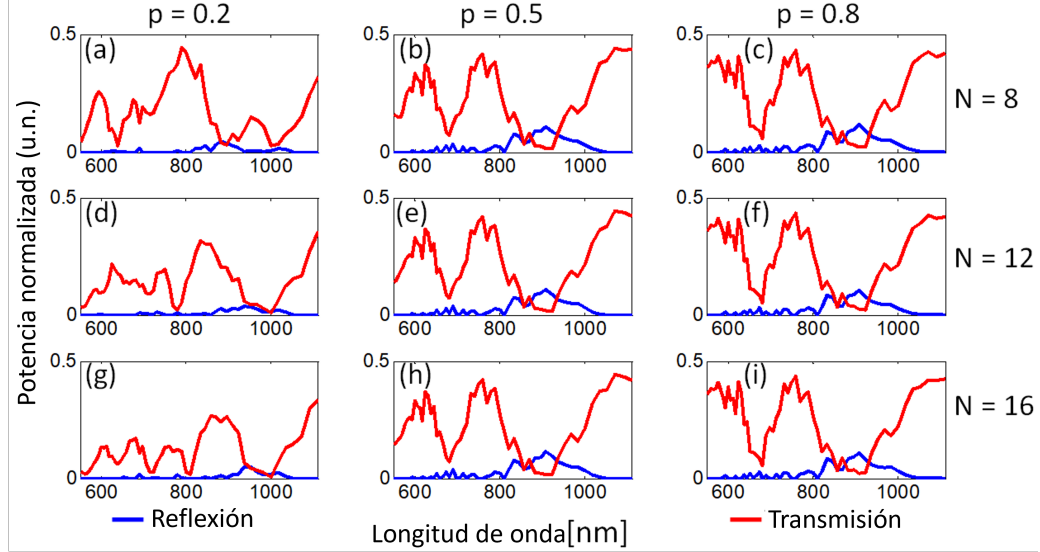 p = 0.2 p = 0.5 p = 0.8
Potencia normalizada (u.n.)
0.5 (a) 0.5 (b) 0.5 (c)
N = 8
0 0 0
600 800 1000 600 800 1000 600 800 1000
0.5 (d) 0.5 (e) 0.5 (f)
N = 12
0 0 0
600 800 1000 600 800 1000 600 800 1000
0.5 (g) 0.5 (h) 0.5 (i)
N = 16
0 0 0
600 800 1000 600 800 1000 600 800 1000
Reflexión Longitud de onda[nm] Transmisión